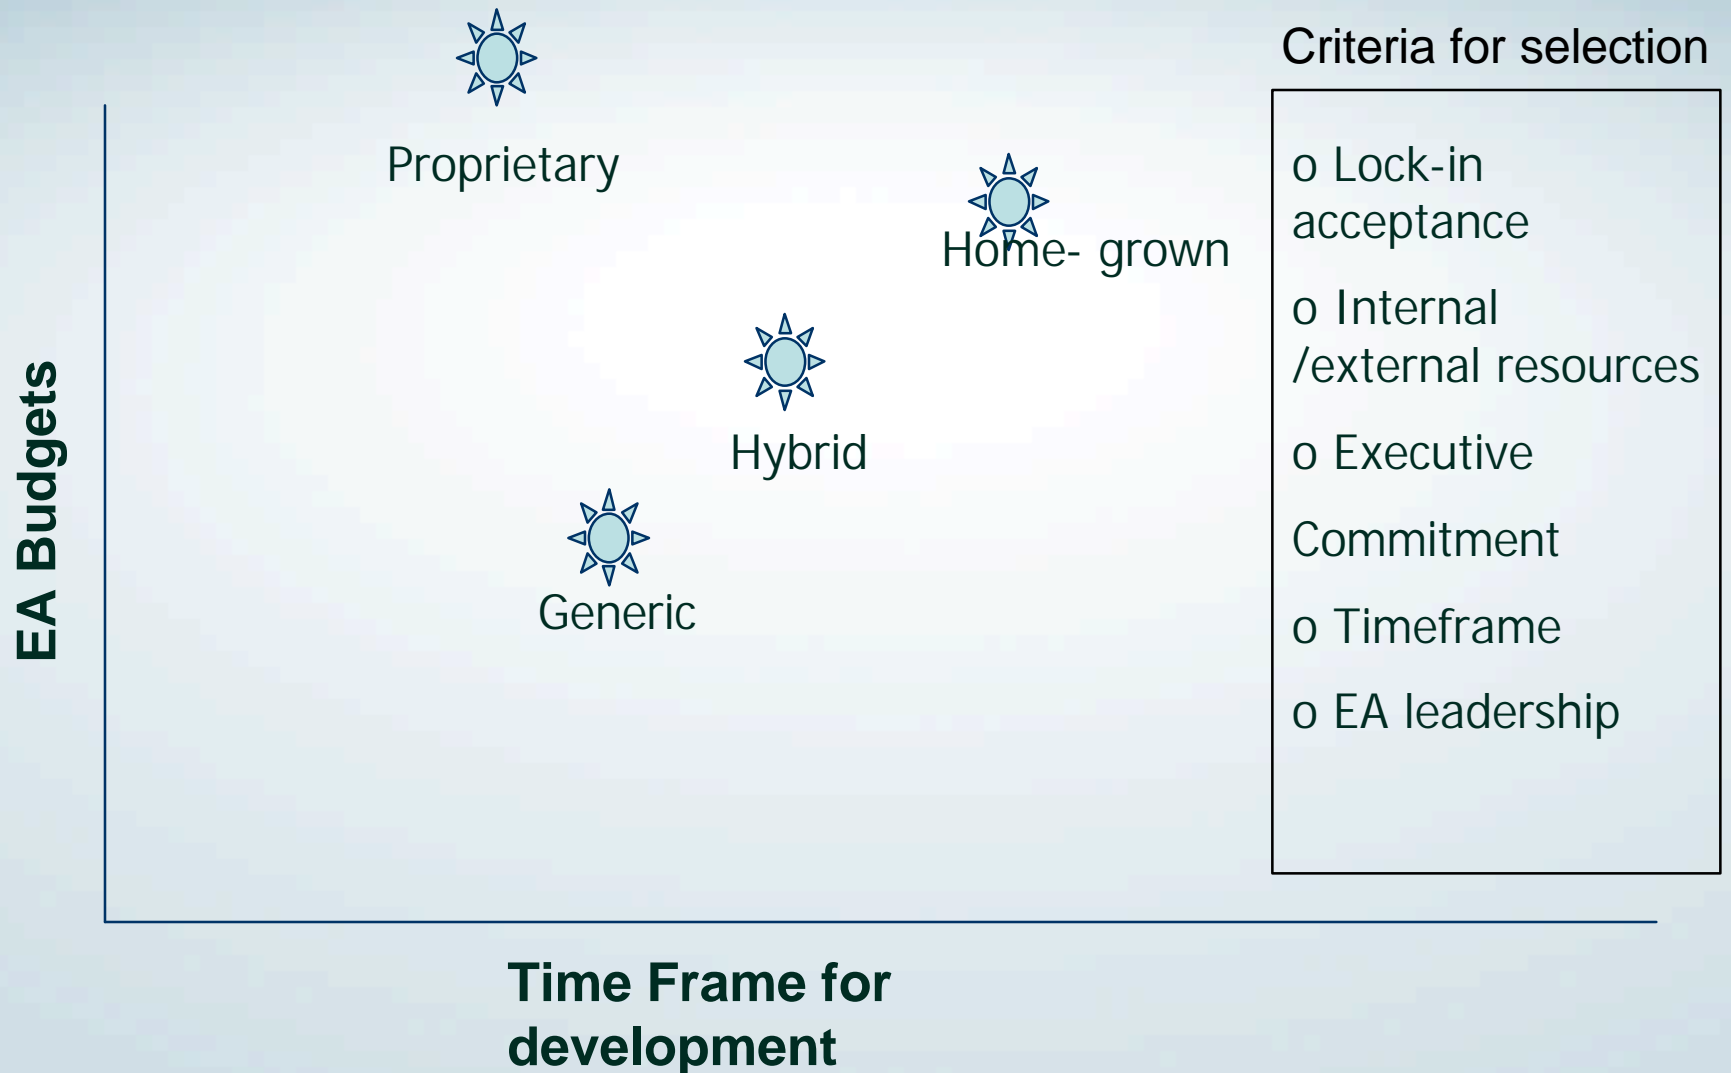 Criteria for selection
Proprietary
Home- grown
Hybrid
Generic
EA Budgets
Time Frame for
development
o Lock-in
acceptance
o Internal
/external resources
o Executive
Commitment
o Timeframe
o EA leadership